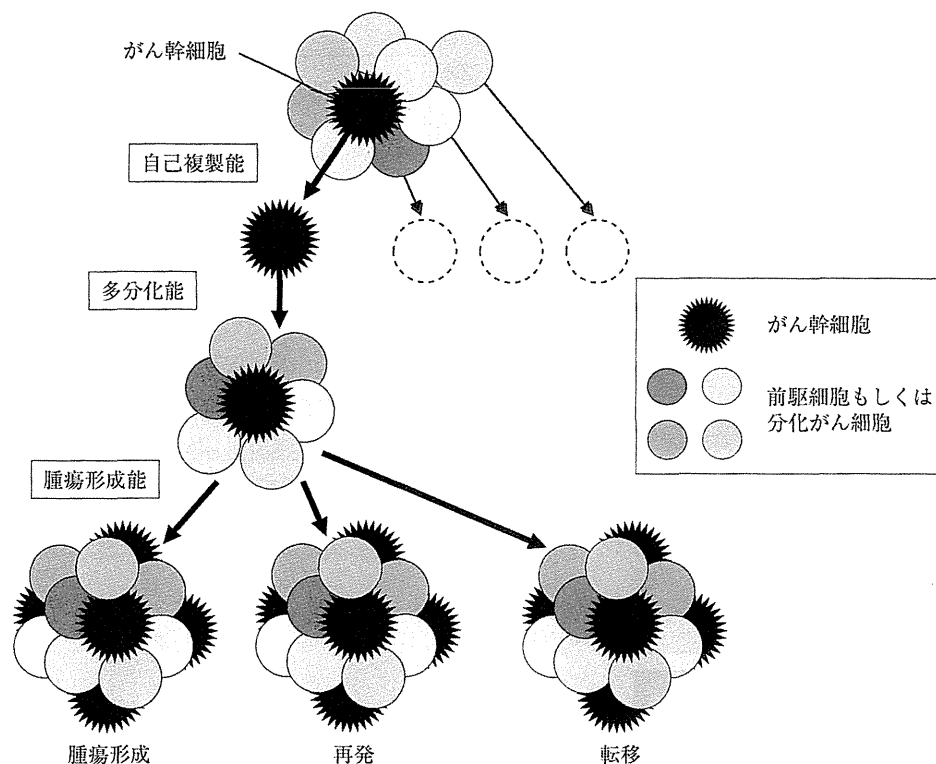 がん幹細胞
自己複製能
多分化能
がん幹細胞
前駆細胞もしくは
分化がん細胞
腫瘍形成能
腫瘍形成
再発
転移